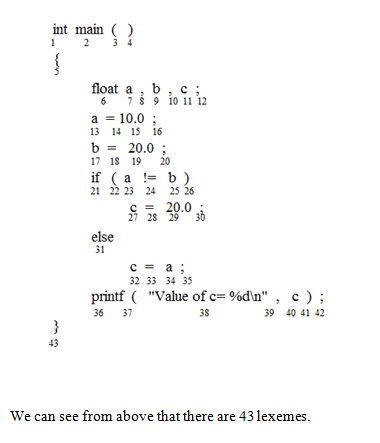 int main ( )
1 2 3 4
{
5
float a , b , c ;
6 7 8 9 10 11 12
a = 10.0 ;
13 14 15 16
b = 20.0 ;
17 18 19 20
if ( a != b )
21 22 23 24 25 26
c = 20.0 ;
27 28 29 30
else
31
c = a ;
32 33 34 35
printf ( "Value of c= %d\n" , c ) ;
36 37 38 39 40 41 42
}
43
We can see from above that there are 43 lexemes.